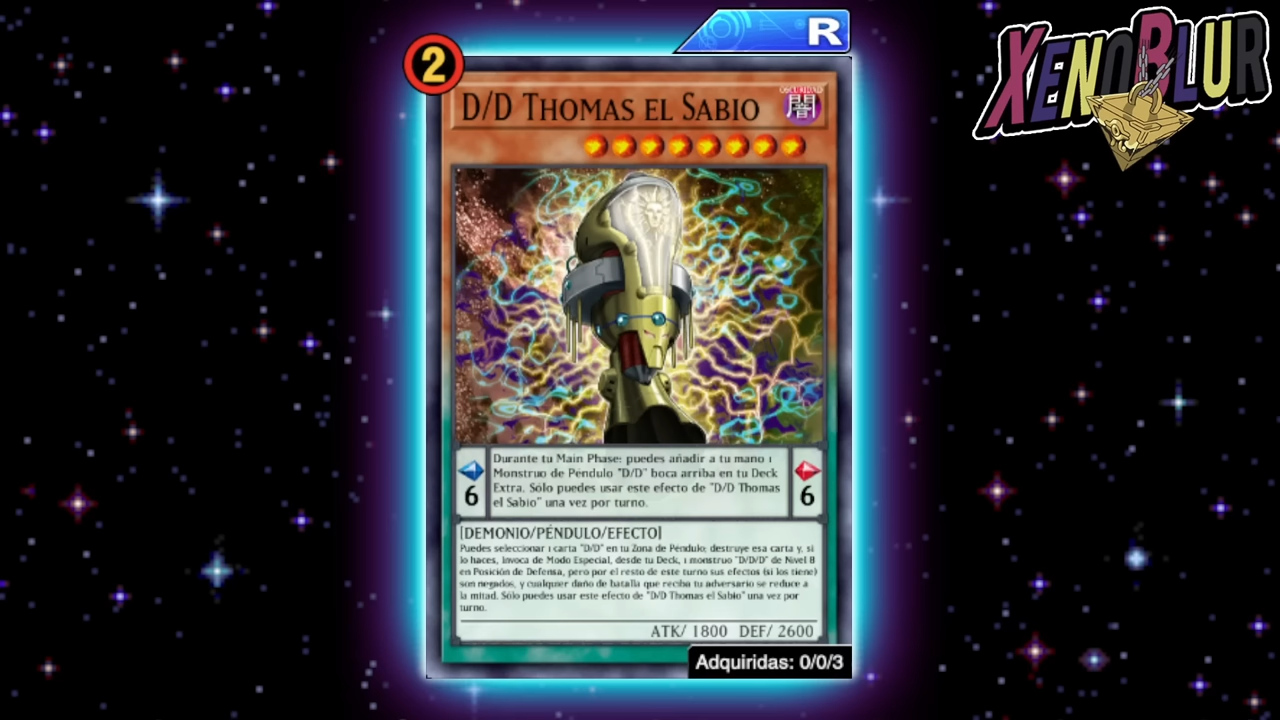 R
XENOBLUR
2
D/D THOMAS EL SABIO
OSCURIDAD
闇
Durante tu Main Phase: puedes añadir a tu mano 1
Monstruo de Péndulo "D/D" boca arriba en tu Deck
Extra. Sólo puedes usar este efecto de "D/D Thomas
el Sabio" una vez por turno.
6
6
[DEMONIO/PÉNDULO/EFECTO]
Puedes seleccionar 1 carta "D/D" en tu Zona de Péndulo; destruye esa carta y, si
lo haces, Invoca de Modo Especial, desde tu Deck, 1 monstruo "D/D/D" de Nivel 8
en Posición de Defensa, pero por el resto de este turno sus efectos (si los tiene)
son negados, y cualquier daño de batalla que reciba tu adversario se reduce a
la mitad. Sólo puedes usar este efecto de "D/D Thomas el Sabio" una vez por
turno.
ATK/ 1800 DEF/ 2600
Adquiridas: 0/0/3